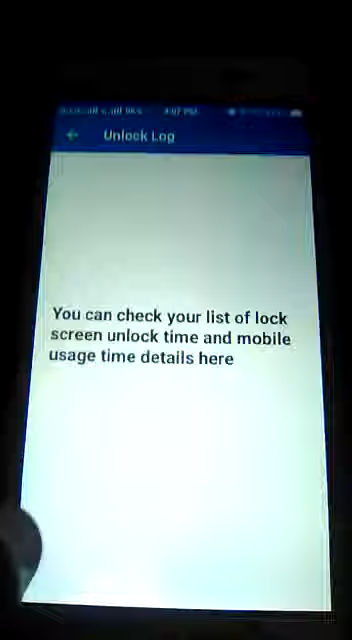 Unlock Log
You can check your list of lock
screen unlock time and mobile
usage time details here